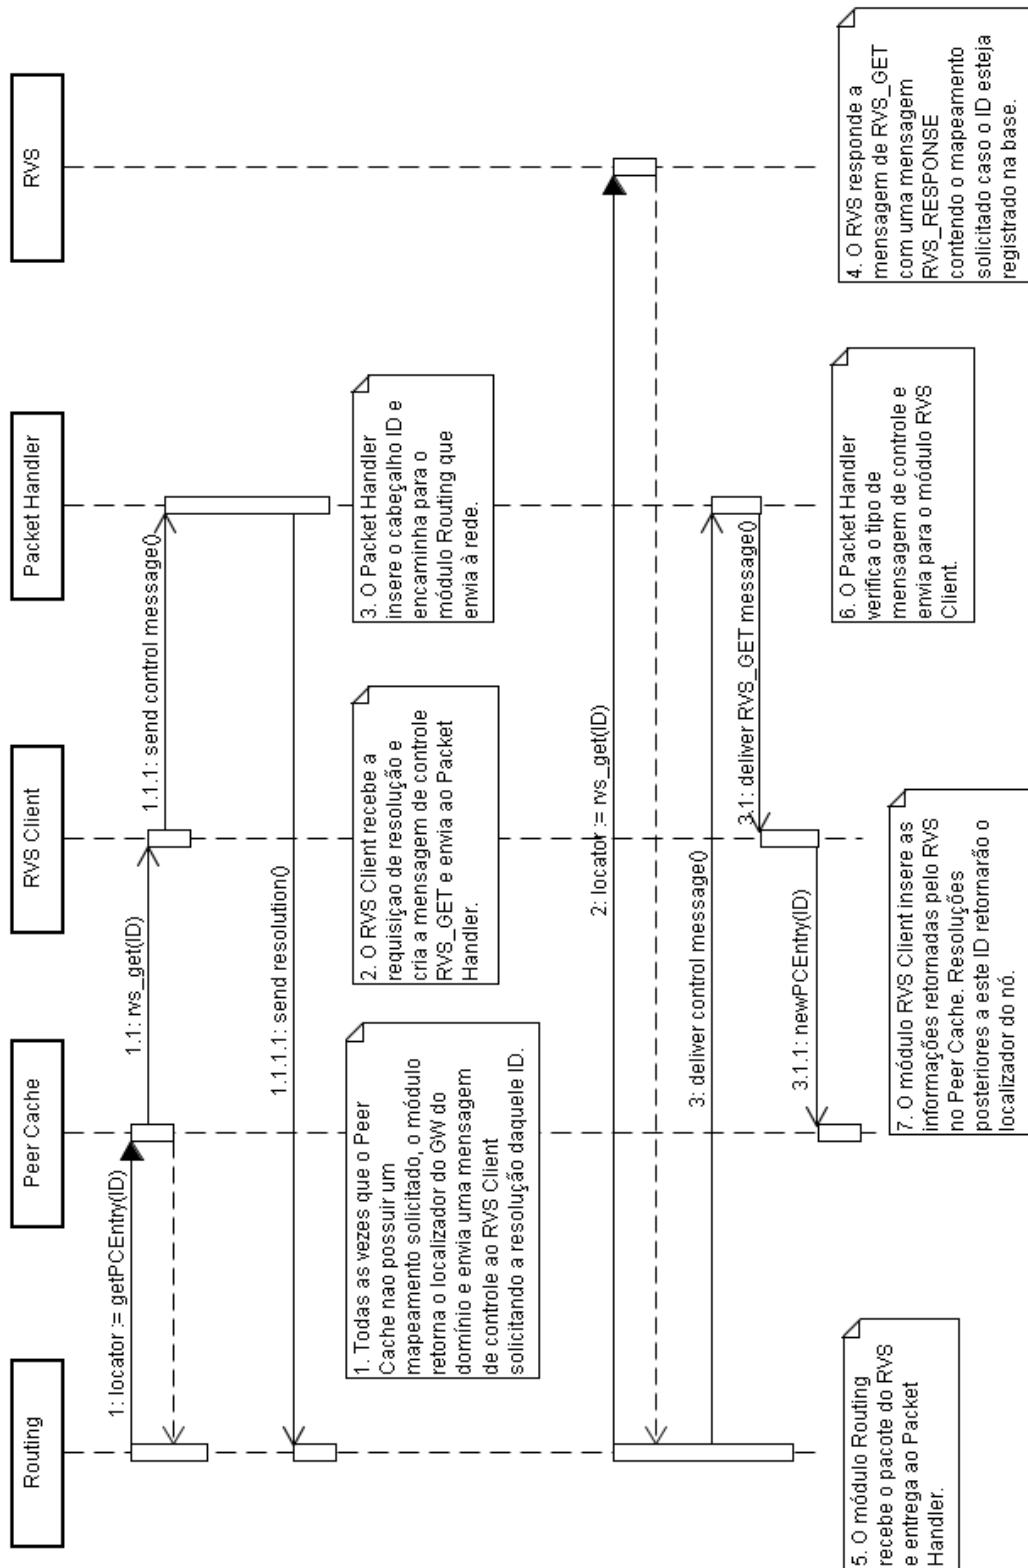 Routing
Peer Cache
RVS Client
Packet Handler
RVS
1: locator := getPCEntry(ID)
1.1: rvs_get(ID)
1.1.1: send control message()
1.1.1.1: send resolution()
1. Todas as vezes que o Peer
Cache nao possuir um
mapeamento solicitado, o módulo
retorna o localizador do GW do
domínio e envia uma mensagem
de controle ao RVS Client
solicitando a resolução daquele ID.
2. O RVS Client recebe a
requisiçao de resolução e
cria a mensagem de controle
RVS_GET e envia ao Packet
Handler.
3. O Packet Handler
insere o cabeçalho ID e
encaminha para o
módulo Routing que
envia à rede.
2: locator := rvs_get(ID)
3: deliver control message()
3.1: deliver RVS_GET message()
3.1.1: newPCEntry(ID)
5. O módulo Routing
recebe o pacote do RVS
e entrega ao Packet
Handler.
7. O módulo RVS Client insere as
informações retornadas pelo RVS
no Peer Cache. Resoluções
posteriores a este ID retornarão o
localizador do nó.
6. O Packet Handler
verifica o tipo de
mensagem de controle e
envia para o módulo RVS
Client.
4. O RVS responde a
mensagem de RVS_GET
com uma mensagem
RVS_RESPONSE
contendo o mapeamento
solicitado caso o ID esteja
registrado na base.